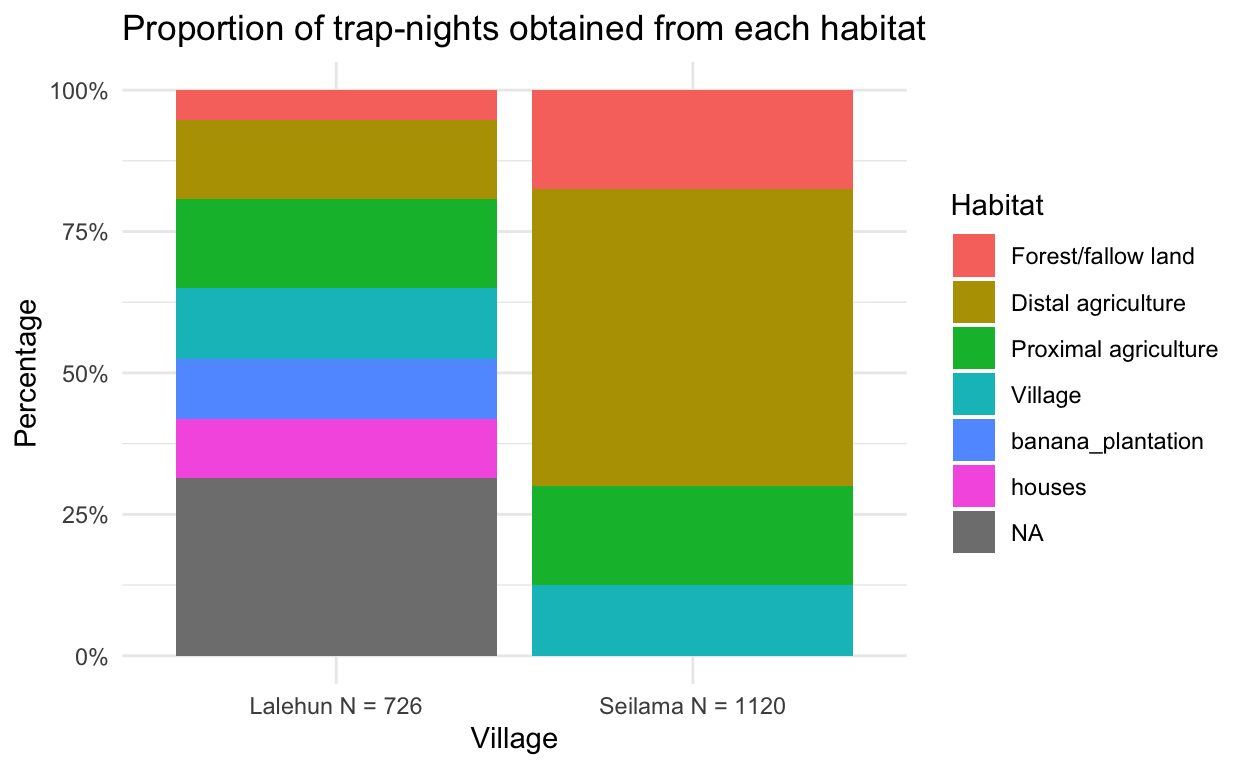 Proportion of trap-nights obtained from each habitat
100%
75%
50%
25%
0%
Percentage
Lalehun N = 726
Seilama N = 1120
Village
Habitat
Forest/fallow land
Distal agriculture
Proximal agriculture
Village
banana_plantation
houses
NA